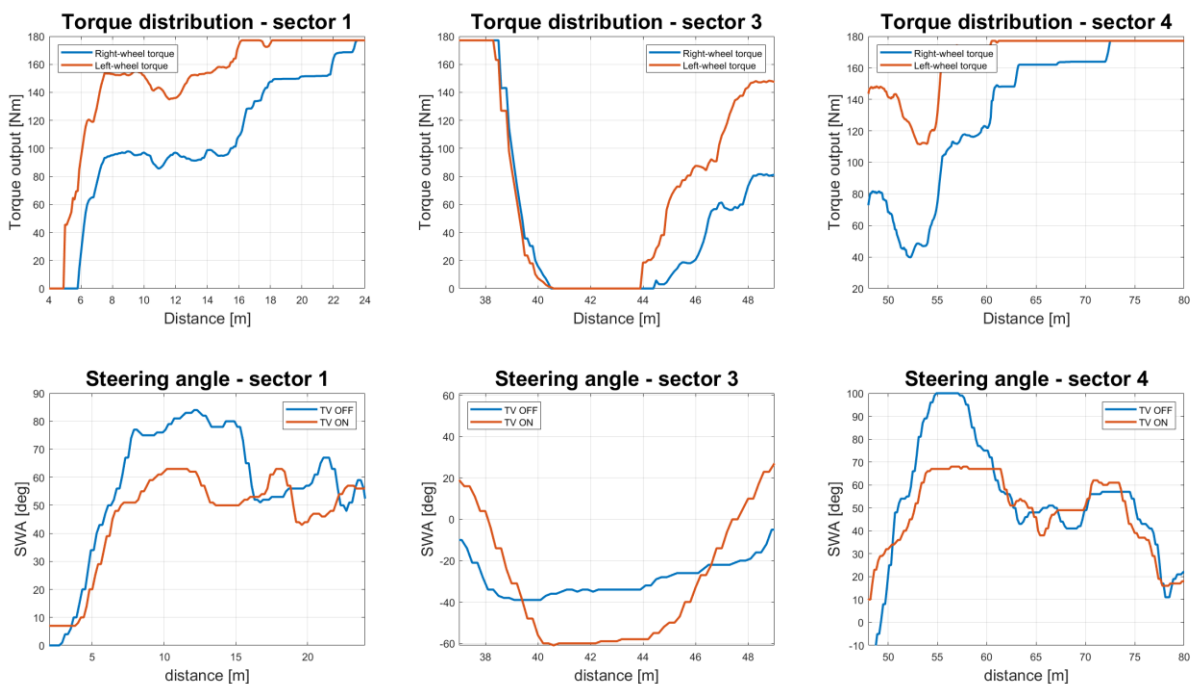 Torque distribution - sector 1
Torque output [Nm]
180
160
140
120
100
80
60
40
20
0
Right-wheel torque
Left-wheel torque
4 6 8 10 12 14 16 18 20 22 24
Distance [m]
Torque distribution - sector 3
Torque output [Nm]
180
160
140
120
100
80
60
40
20
0
Right-wheel torque
Left-wheel torque
38 40 42 44 46 48
Distance [m]
Torque distribution - sector 4
Torque output [Nm]
180
160
140
120
100
80
60
40
20
Right-wheel torque
Left-wheel torque
50 55 60 65 70 75 80
Distance [m]
Steering angle - sector 1
SWA [deg]
90
80
70
60
50
40
30
20
10
0
TV OFF
TV ON
5 10 15 20
distance [m]
Steering angle - sector 3
SWA [deg]
60
40
20
0
-20
-40
-60
TV OFF
TV ON
38 40 42 44 46 48
distance [m]
Steering angle - sector 4
SWA [deg]
100
90
80
70
60
50
40
30
20
10
0
-10
TV OFF
TV ON
50 55 60 65 70 75 80
distance [m]